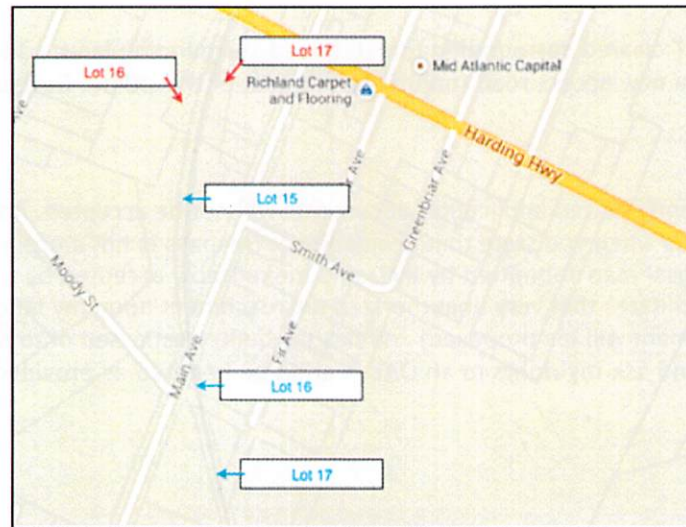 Lot 17
Lot 16
Mid Atlantic Capital
Richland Carpet
and Flooring
Harding Hwy
Lot 15
Ave
Greenbriar Ave
Smith Ave
Moody St
Fir Ave
Main Ave
Lot 16
Lot 17